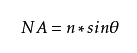 NA = n * sinθ